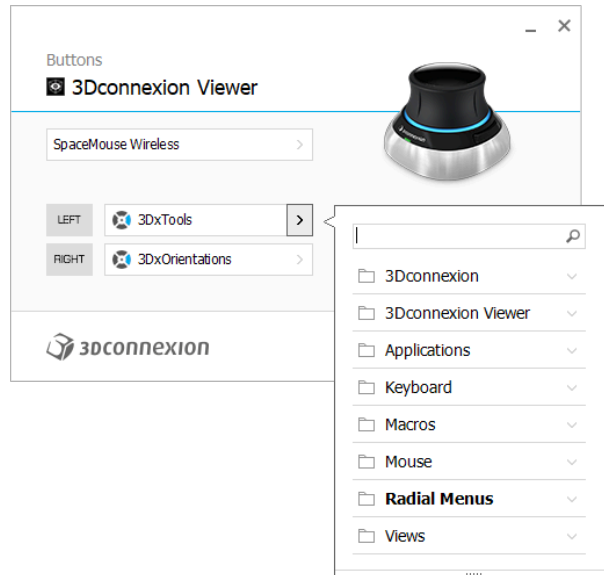 Buttons
3Dconnexion Viewer
SpaceMouse Wireless
LEFT
3DxTools
RIGHT
3DxOrientations
3Dconnexion
3Dconnexion
3Dconnexion Viewer
Applications
Keyboard
Macros
Mouse
Radial Menus
Views